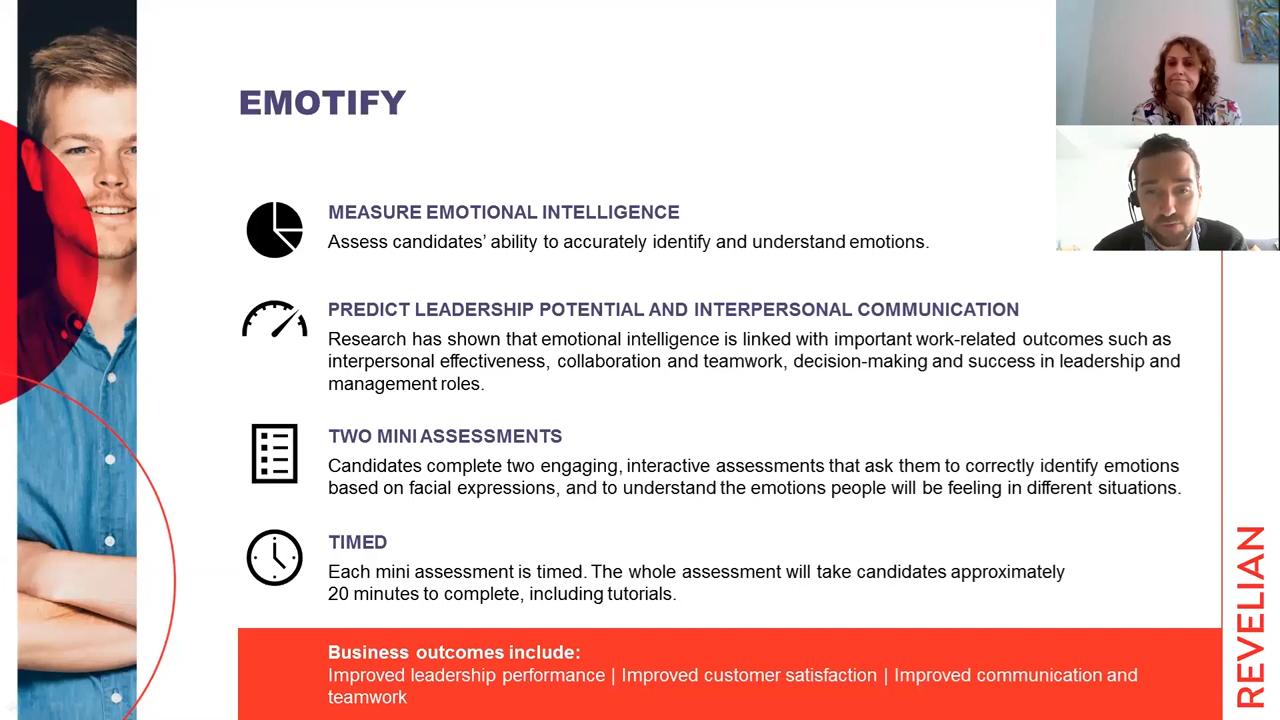 EMOTIFY
MEASURE EMOTIONAL INTELLIGENCE
Assess candidates’ ability to accurately identify and understand emotions.
PREDICT LEADERSHIP POTENTIAL AND INTERPERSONAL COMMUNICATION
Research has shown that emotional intelligence is linked with important work-related outcomes such as
interpersonal effectiveness, collaboration and teamwork, decision-making and success in leadership and
management roles.
TWO MINI ASSESSMENTS
Candidates complete two engaging, interactive assessments that ask them to correctly identify emotions
based on facial expressions, and to understand the emotions people will be feeling in different situations.
TIMED
Each mini assessment is timed. The whole assessment will take candidates approximately
20 minutes to complete, including tutorials.
Business outcomes include:
Improved leadership performance | Improved customer satisfaction | Improved communication and
teamwork
REVELIAN